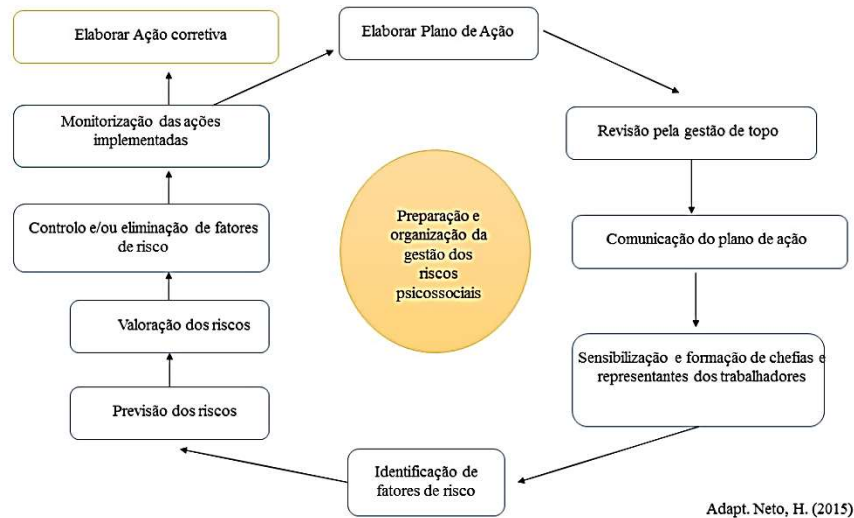 Elaborar Ação corretiva
Elaborar Plano de Ação
Monitorização das ações
implementadas
Revisão pela gestão de topo
Controlo e/ou eliminação de fatores
de risco
Preparação e
organização da
gestão dos
riscos
psicossociais
Comunicação do plano de ação
Valoração dos riscos
Sensibilização e formação de chefias e
representantes dos trabalhadores
Previsão dos riscos
Identificação de
fatores de risco
Adapt. Neto, H. (2015)